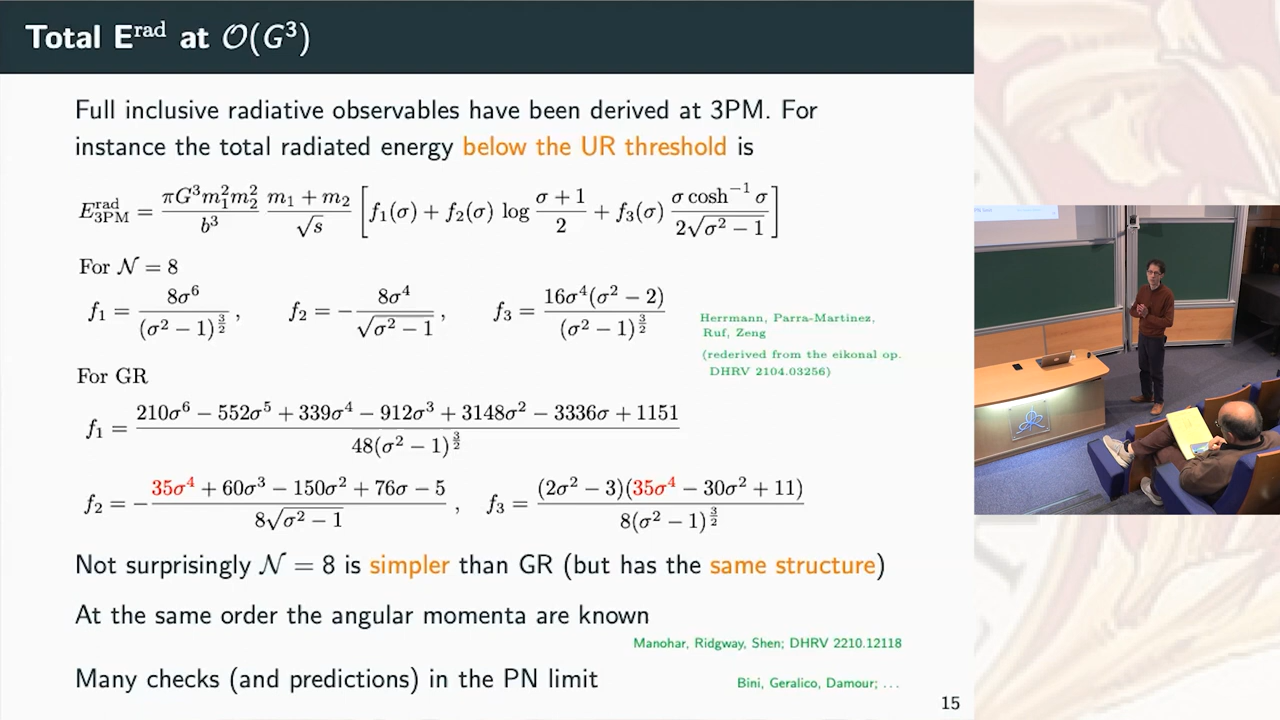 Total E^rad at O(G³)
Full inclusive radiative observables have been derived at 3PM. For
instance the total radiated energy below the UR threshold is
E^rad_3PM = πG³m₁²m₂² / b³ (m₁ + m₂) / √s [ f₁(σ) + f₂(σ) log (σ + 1) / 2 + f₃(σ) σ cosh⁻¹ σ / (2√(σ² − 1)) ]
For 𝒩 = 8
f₁ = 8σ⁶ / (σ² − 1)^(3/2) , f₂ = − 8σ⁴ / √(σ² − 1) , f₃ = 16σ⁴(σ² − 2) / (σ² − 1)^(3/2)
Herrmann, Parra-Martinez,
Ruf, Zeng
(rederived from the eikonal op.
DHRV 2104.03256)
For GR
f₁ = (210σ⁶ − 552σ⁵ + 339σ⁴ − 912σ³ + 3148σ² − 3336σ + 1151) / 48(σ² − 1)^(3/2)
f₂ = − (35σ⁴ + 60σ³ − 150σ² + 76σ − 5) / 8√(σ² − 1) , f₃ = (2σ² − 3)(35σ⁴ − 30σ² + 11) / 8(σ² − 1)^(3/2)
Not surprisingly 𝒩 = 8 is simpler than GR (but has the same structure)
At the same order the angular momenta are known
Manohar, Ridgway, Shen; DHRV 2210.12118
Many checks (and predictions) in the PN limit
Bini, Geralico, Damour; ...
15